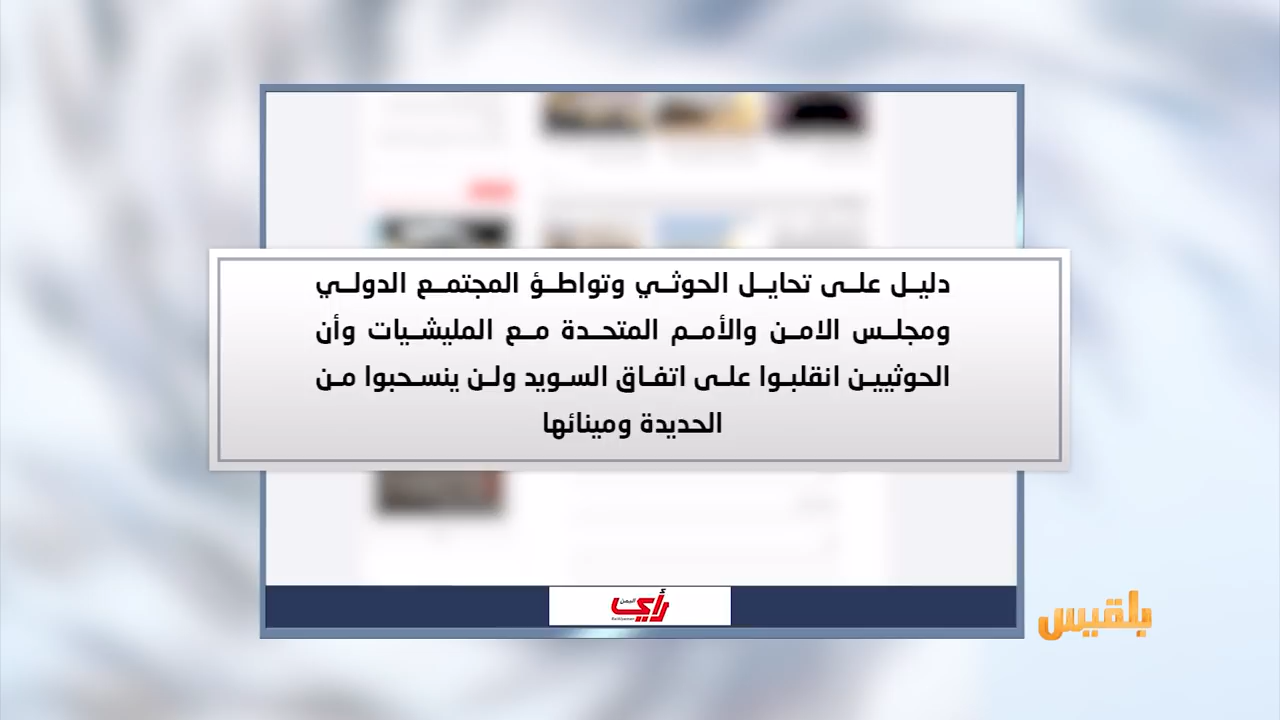 دليل على تحايل الحوثي وتواطؤ المجتمع الدولي
ومجلس الامن والأمم المتحدة مع المليشيات وأن
الحوثيين انقلبوا على اتفاق السويد ولن ينسحبوا من
الحديدة ومينائها
رأي اليمن
بلقيس